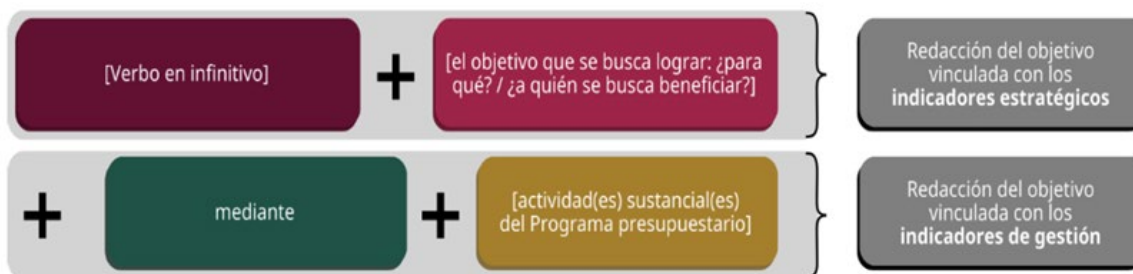 [Verbo en infinitivo]
+
[el objetivo que se busca lograr: ¿para
qué? / ¿a quién se busca beneficiar?]
Redacción del objetivo
vinculada con los
indicadores estratégicos
+
mediante
+
[actividad(es) sustancial(es)
del Programa presupuestario]
Redacción del objetivo
vinculada con los
indicadores de gestión